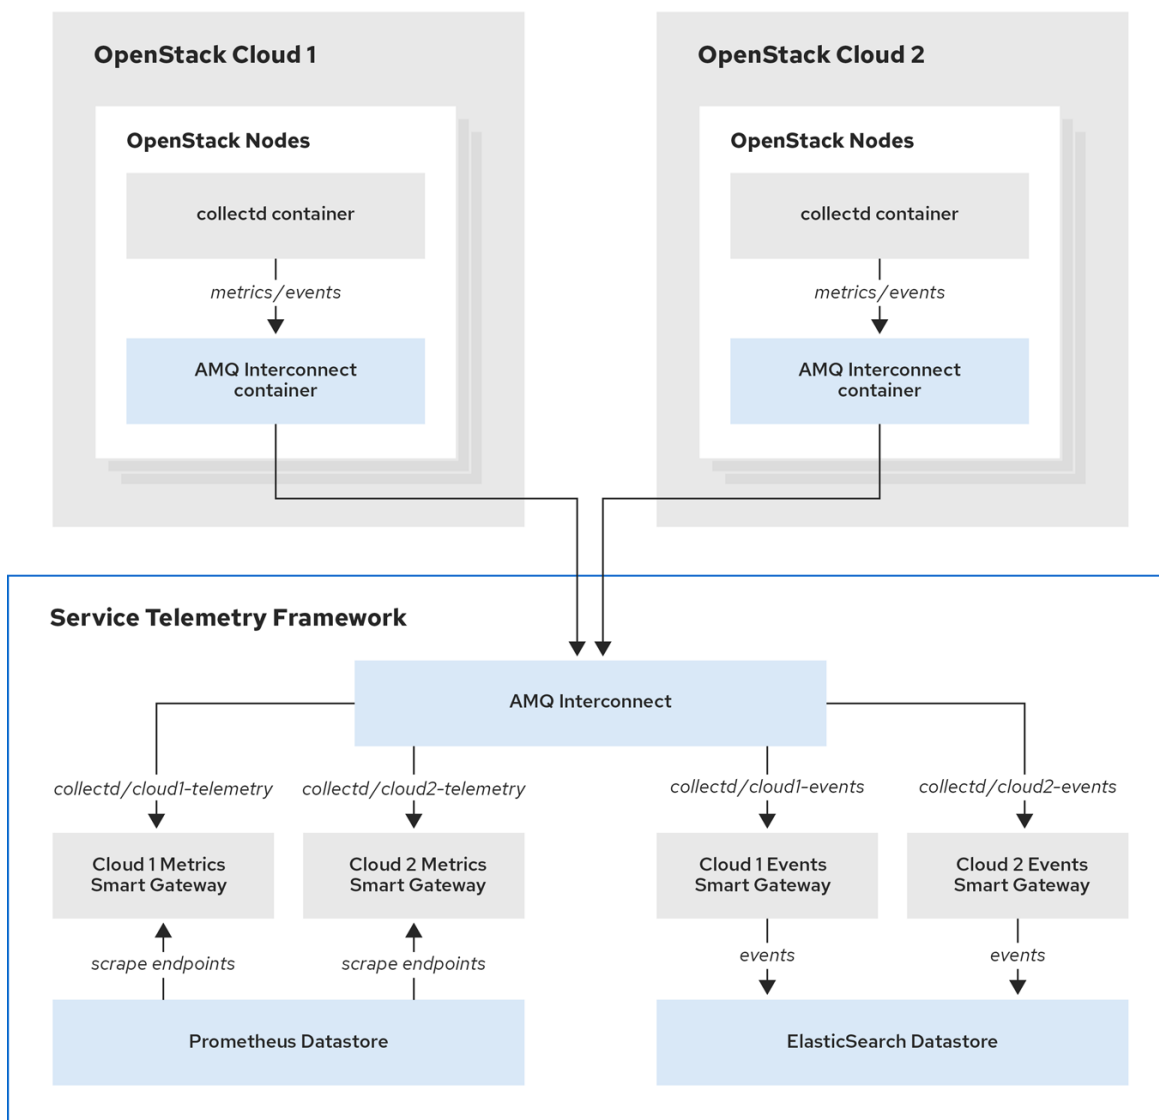 OpenStack Cloud 1
OpenStack Cloud 2
OpenStack Nodes
OpenStack Nodes
collectd container
collectd container
metrics/events
metrics/events
AMQ Interconnect
container
AMQ Interconnect
container
Service Telemetry Framework
AMQ Interconnect
collectd/cloud1-telemetry
collectd/cloud2-telemetry
collectd/cloud1-events
collectd/cloud2-events
Cloud 1 Metrics
Smart Gateway
Cloud 2 Metrics
Smart Gateway
Cloud 1 Events
Smart Gateway
Cloud 2 Events
Smart Gateway
scrape endpoints
scrape endpoints
events
events
Prometheus Datastore
ElasticSearch Datastore